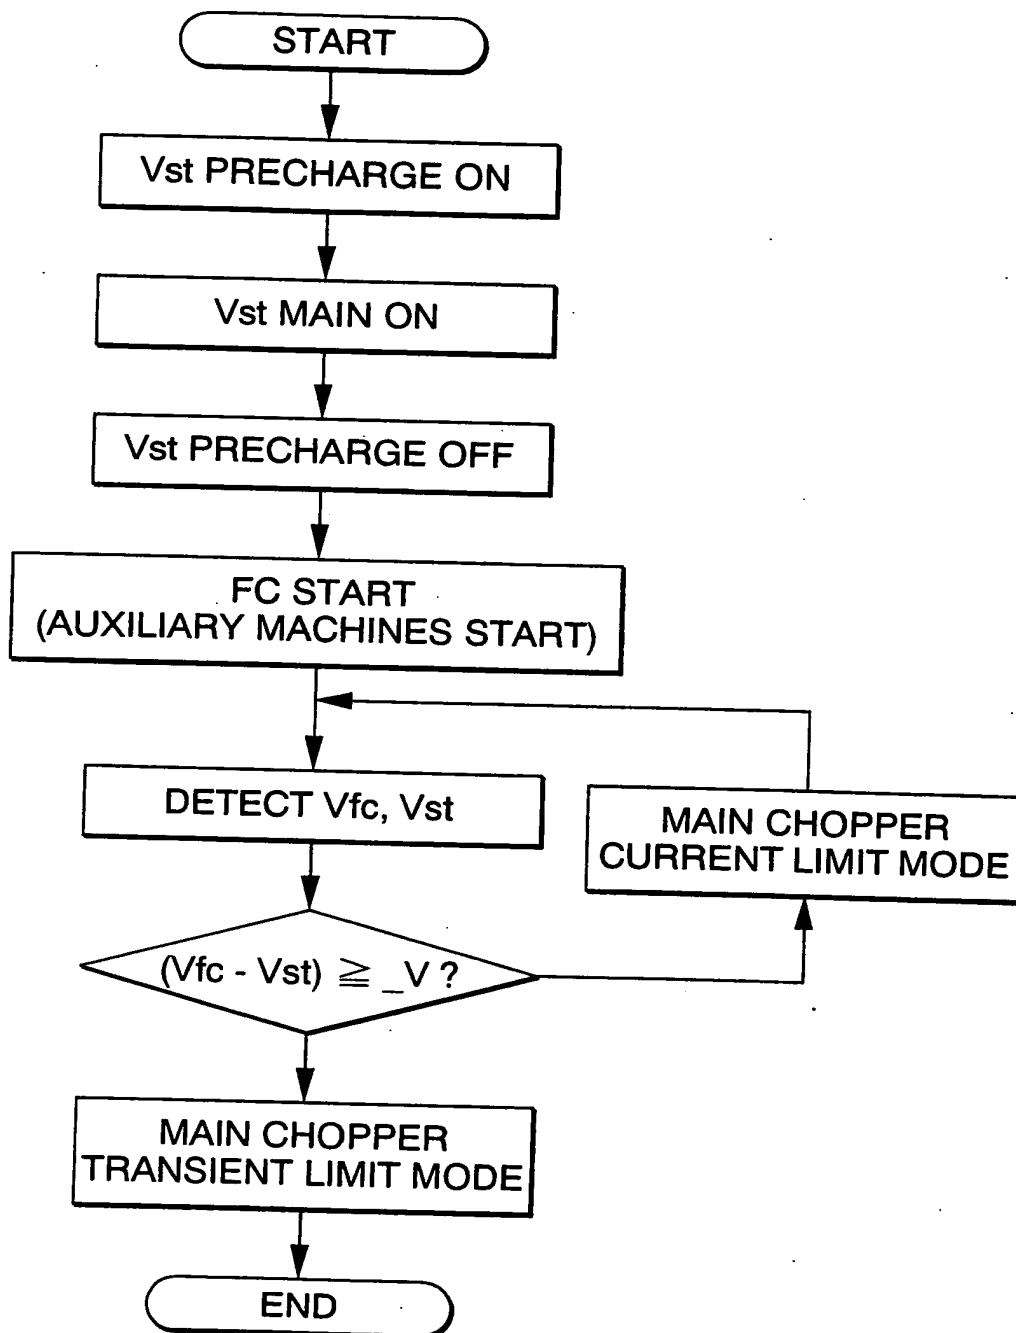 START
Vst PRECHARGE ON
Vst MAIN ON
Vst PRECHARGE OFF
FC START
(AUXILIARY MACHINES START)
DETECT Vfc, Vst
MAIN CHOPPER
CURRENT LIMIT MODE
(Vfc - Vst) ≧ _V ?
MAIN CHOPPER
TRANSIENT LIMIT MODE
END